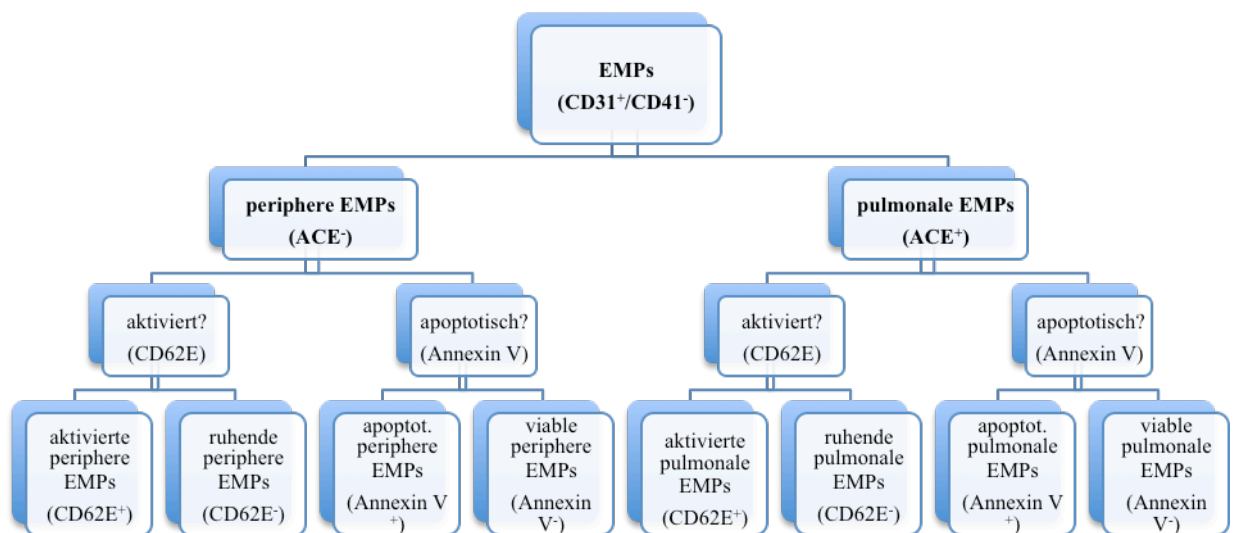 EMPs
(CD31⁺/CD41⁻)
periphere EMPs
(ACE⁻)
pulmonale EMPs
(ACE⁺)
aktiviert?
(CD62E)
apoptotisch?
(Annexin V)
aktiviert?
(CD62E)
apoptotisch?
(Annexin V)
aktivierte
periphere
EMPs
(CD62E⁺)
ruhende
periphere
EMPs
(CD62E⁻)
apoptot.
periphere
EMPs
(Annexin V
⁺)
viable
periphere
EMPs
(Annexin
V⁻)
aktivierte
pulmonale
EMPs
(CD62E⁺)
ruhende
pulmonale
EMPs
(CD62E⁻)
apoptot.
pulmonale
EMPs
(Annexin V
⁺)
viable
pulmonale
EMPs
(Annexin
V⁻)